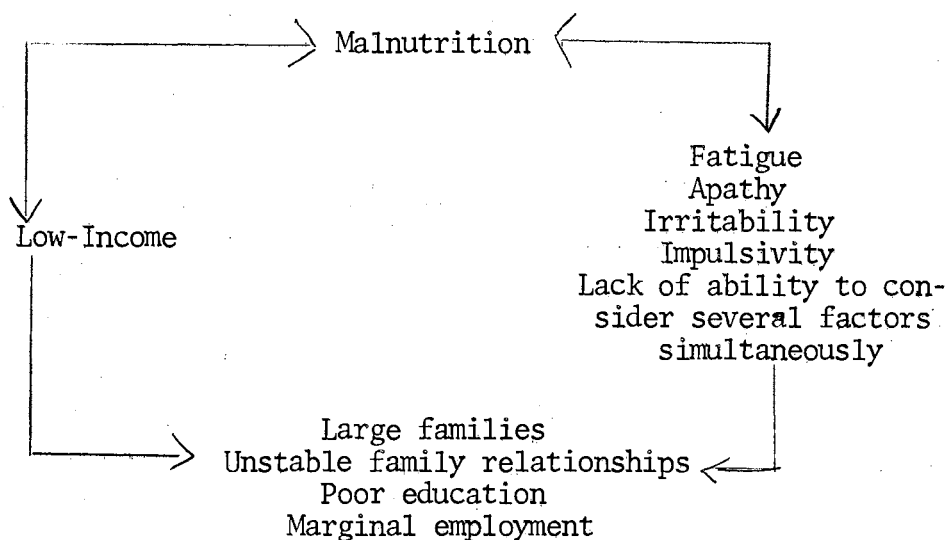 Malnutrition
Fatigue
Apathy
Irritability
Low-Income
Impulsivity
Lack of ability to con-
sider several factors
simultaneously
Large families
Unstable family relationships
Poor education
Marginal employment